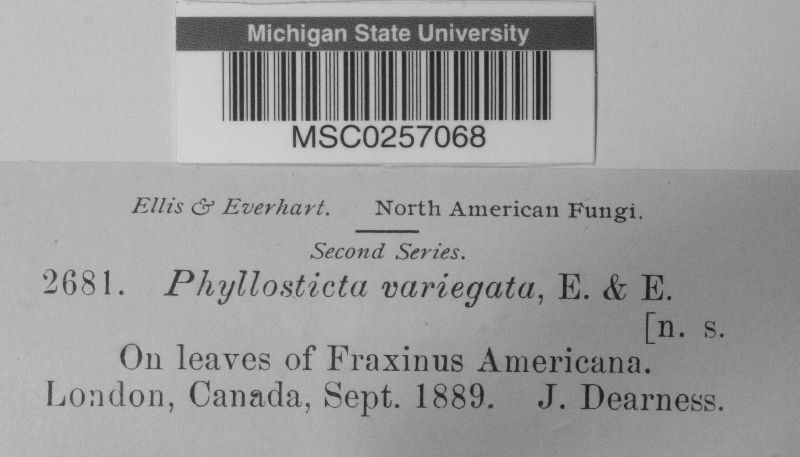 Michigan State University
MSC0257068
Ellis & Everhart. North American Fungi.
Second Series.
2681. Phyllosticta variegata, E. & E.
[n. s.
On leaves of Fraxinus Americana.
London, Canada, Sept. 1889. J. Dearness.